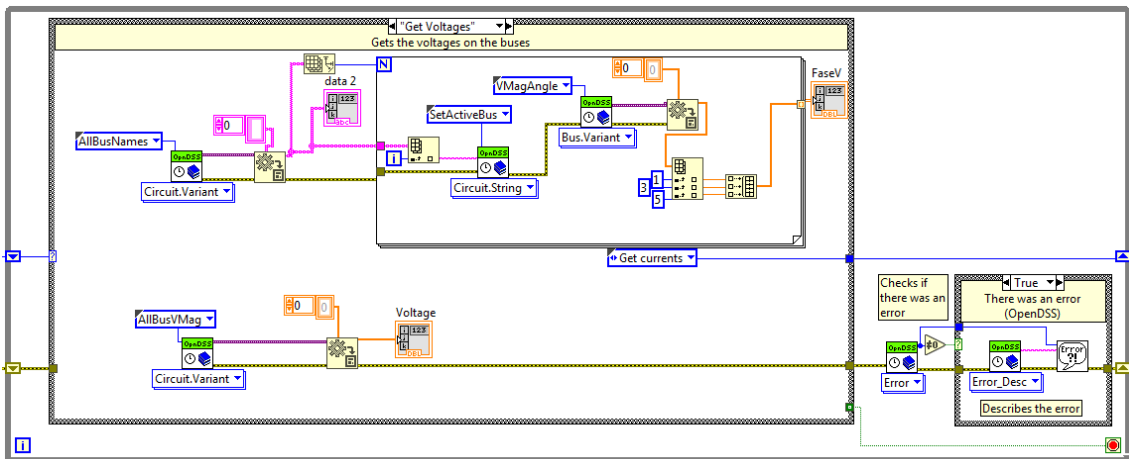 "Get Voltages"
Gets the voltages on the buses
N
data 2
123
abc
0
AllBusNames
OpnDSS
Circuit.Variant
SetActiveBus
i
OpnDSS
Circuit.String
VMagAngle
OpnDSS
Bus.Variant
0
0
1
3
5
FaseV
123
DBL
Get currents
?
AllBusVMag
OpnDSS
Circuit.Variant
0
0
Voltage
123
DBL
Checks if
there was an
error
OpnDSS
Error
≠0
?
True
There was an error
(OpenDSS)
OpnDSS
Error_Desc
Error
?!
Describes the error
i